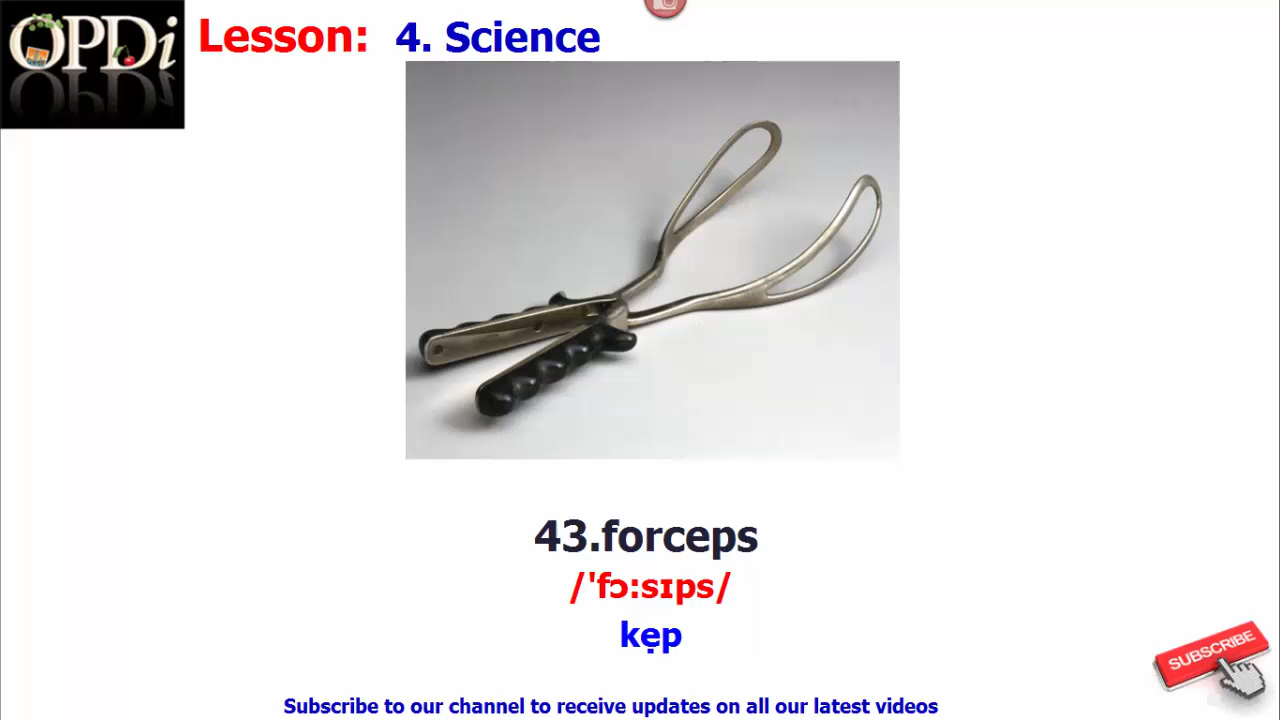 OPDi
Lesson: 4. Science
43.forceps
/ˈfɔːsɪps/
kẹp
SUBSCRIBE
Subscribe to our channel to receive updates on all our latest videos